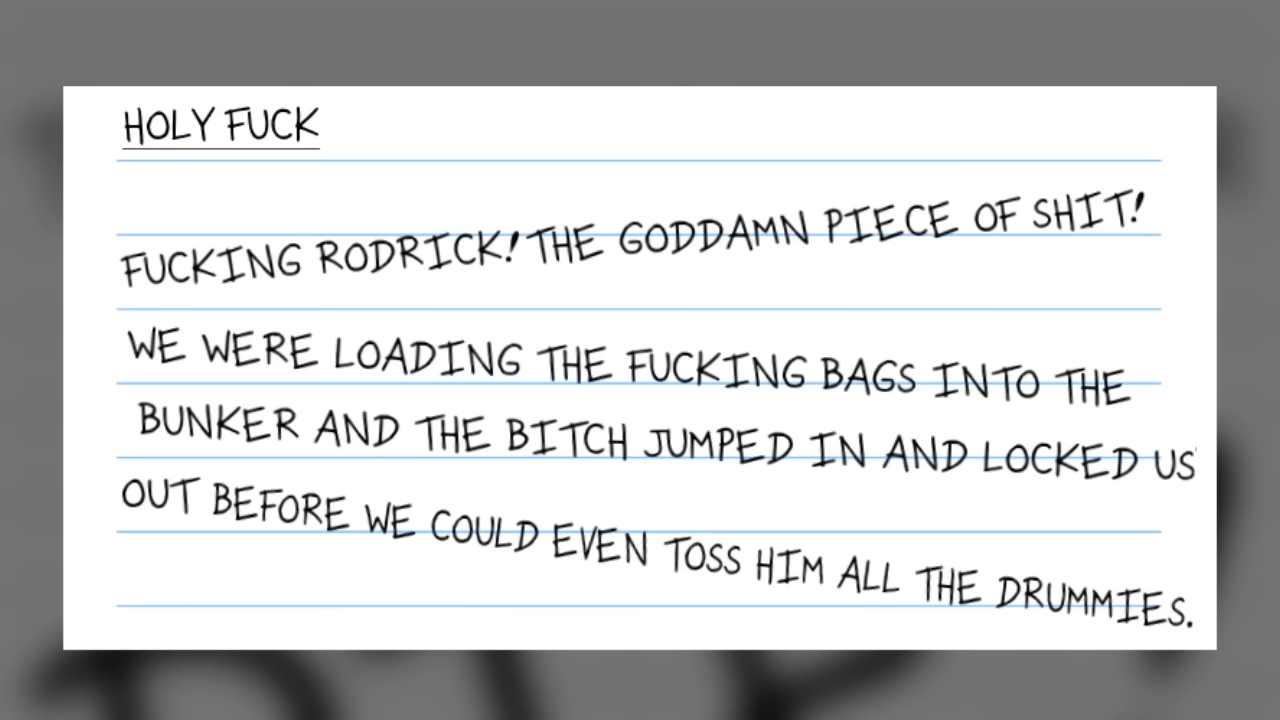 HOLY FUCK
FUCKING RODRICK! THE GODDAMN PIECE OF SHIT!
WE WERE LOADING THE FUCKING BAGS INTO THE
BUNKER AND THE BITCH JUMPED IN AND LOCKED US
OUT BEFORE WE COULD EVEN TOSS HIM ALL THE DRUMMIES.